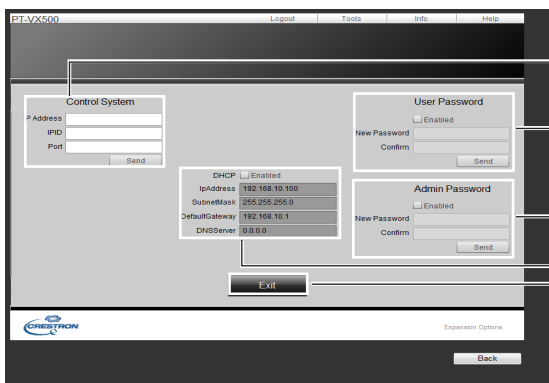 PT-VX500 Logout Tools Info Help
Control System
P Address
IPID
Port
Send
User Password
Enabled
New Password
Confirm
Send
DHCP Enabled
IpAddress 192.168.10.100
SubnetMask 255.255.255.0
DefaultGateway 192.168.10.1
DNSServer 0.0.0.0
Admin Password
Enabled
New Password
Confirm
Send
Exit
CRESTRON
Expansion Options
Back